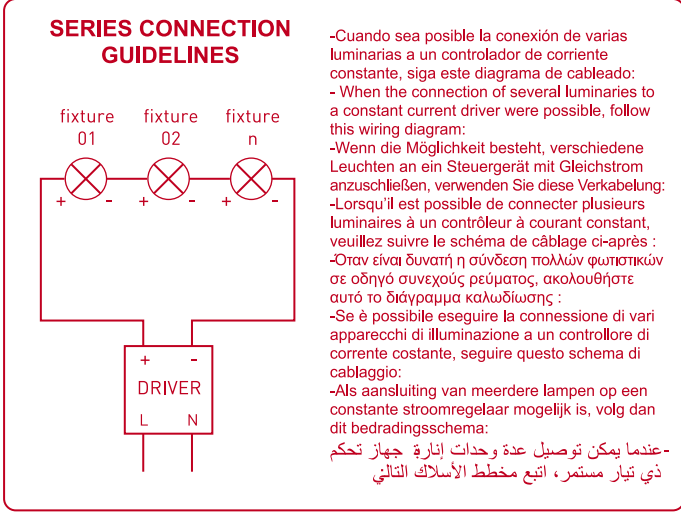 SERIES CONNECTION
GUIDELINES
fixture fixture fixture
01 02 n
+ - + - + -
+ -
DRIVER
L N
-Cuando sea posible la conexión de varias
luminarias a un controlador de corriente
constante, siga este diagrama de cableado:
- When the connection of several luminaries to
a constant current driver were possible, follow
this wiring diagram:
-Wenn die Möglichkeit besteht, verschiedene
Leuchten an ein Steuergerät mit Gleichstrom
anzuschließen, verwenden Sie diese Verkabelung:
-Lorsqu'il est possible de connecter plusieurs
luminaires à un contrôleur à courant constant,
veuillez suivre le schéma de câblage ci-après :
-Όταν είναι δυνατή η σύνδεση πολλών φωτιστικών
σε οδηγό συνεχούς ρεύματος, ακολουθήστε
αυτό το διάγραμμα καλωδίωσης :
-Se è possibile eseguire la connessione di vari
apparecchi di illuminazione a un controllore di
corrente costante, seguire questo schema di
cablaggio:
-Als aansluiting van meerdere lampen op een
constante stroomregelaar mogelijk is, volg dan
dit bedradingsschema:
-عندما يمكن توصيل عدة وحدات إنارة جهاز تحكم
ذي تيار مستمر، اتبع مخطط الأسلاك التالي